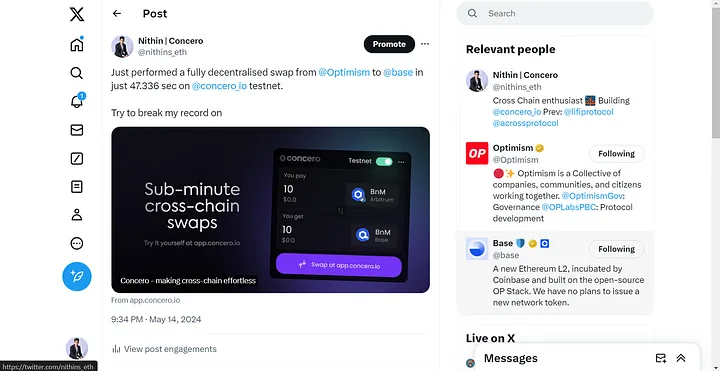 Post
Search
Nithin | Concero
@nithins_eth
Promote
Just performed a fully decentralised swap from @Optimism to @base in
just 47.336 sec on @concero_io testnet.
Try to break my record on
Sub-minute
cross-chain
swaps
Try it yourself at app.concero.io
concero
Testnet
You pay
10
$0.0
BnM
Arbitrum
You get
10
$0.0
BnM
Base
Swap at app.concero.io
Concero - making cross-chain effortless
From app.concero.io
9:34 PM · May 14, 2024
View post engagements
1
https://twitter.com/nithins_eth
Relevant people
Nithin | Concero
@nithins_eth
Cross Chain enthusiast 🌉 Building
@concero_io Prev: @lifiprotocol
@acrossprotocol
OP
Optimism
@Optimism
Following
🔴✨ Optimism is a Collective of
companies, communities, and citizens
working together. @OptimismGov:
Governance @OPLabsPBC: Protocol
development
Base
@base
Following
A new Ethereum L2, incubated by
Coinbase and built on the open-source
OP Stack. We have no plans to issue a
new network token.
Live on X
Messages